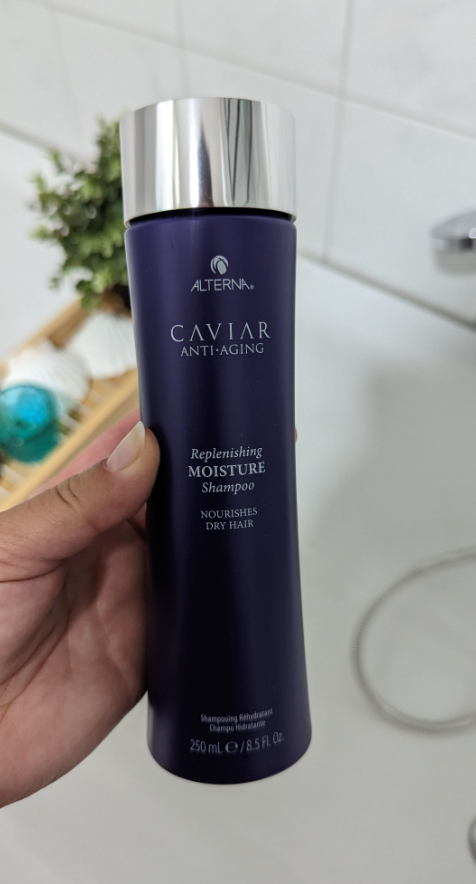 ALTERNA®
CAVIAR
ANTI·AGING
Replenishing
MOISTURE
Shampoo
NOURISHES
DRY HAIR
Shampooing Réhydratant
Champú Hidratante
250 mL ℮ / 8.5 Fl. Oz.